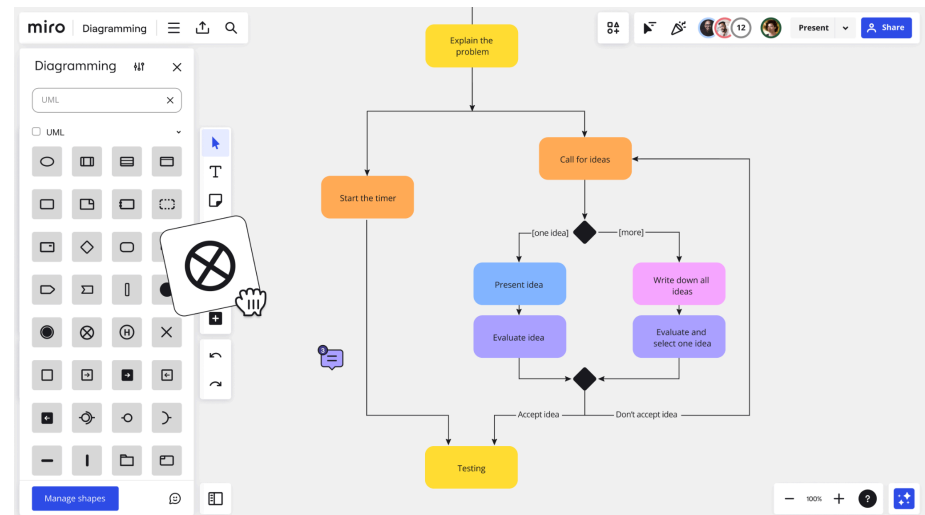 miro
Diagramming
12
Present
Share
Diagramming
UML
UML
H
Manage shapes
3
Explain the
problem
Call for ideas
Start the timer
[one idea]
[more]
Present idea
Write down all
ideas
Evaluate idea
Evaluate and
select one idea
Accept idea
Don't accept idea
Testing
100%
?